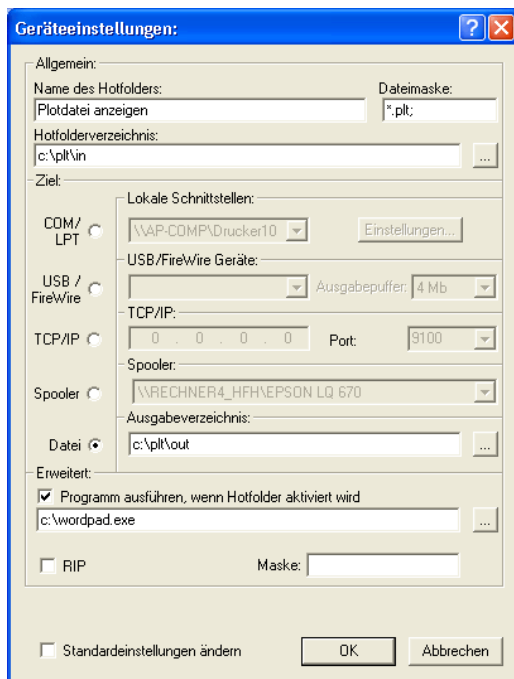 Geräteeinstellungen:
Allgemein:
Name des Hotfolders: Dateimaske:
Plotdatei anzeigen *.plt;
Hotfolderverzeichnis:
c:\plt\in ...
Ziel:
Lokale Schnittstellen:
COM/
LPT \\AP-COMP\Drucker10 Einstellungen...
USB/FireWire Geräte:
USB /
FireWire Ausgabepuffer: 4 Mb
TCP/IP:
TCP/IP 0 . 0 . 0 . 0 Port: 9100
Spooler:
Spooler \\RECHNER4_HFH\EPSON LQ 670
Ausgabeverzeichnis:
Datei c:\plt\out ...
Erweitert:
Programm ausführen, wenn Hotfolder aktiviert wird
c:\wordpad.exe ...
RIP Maske:
Standardeinstellungen ändern OK Abbrechen